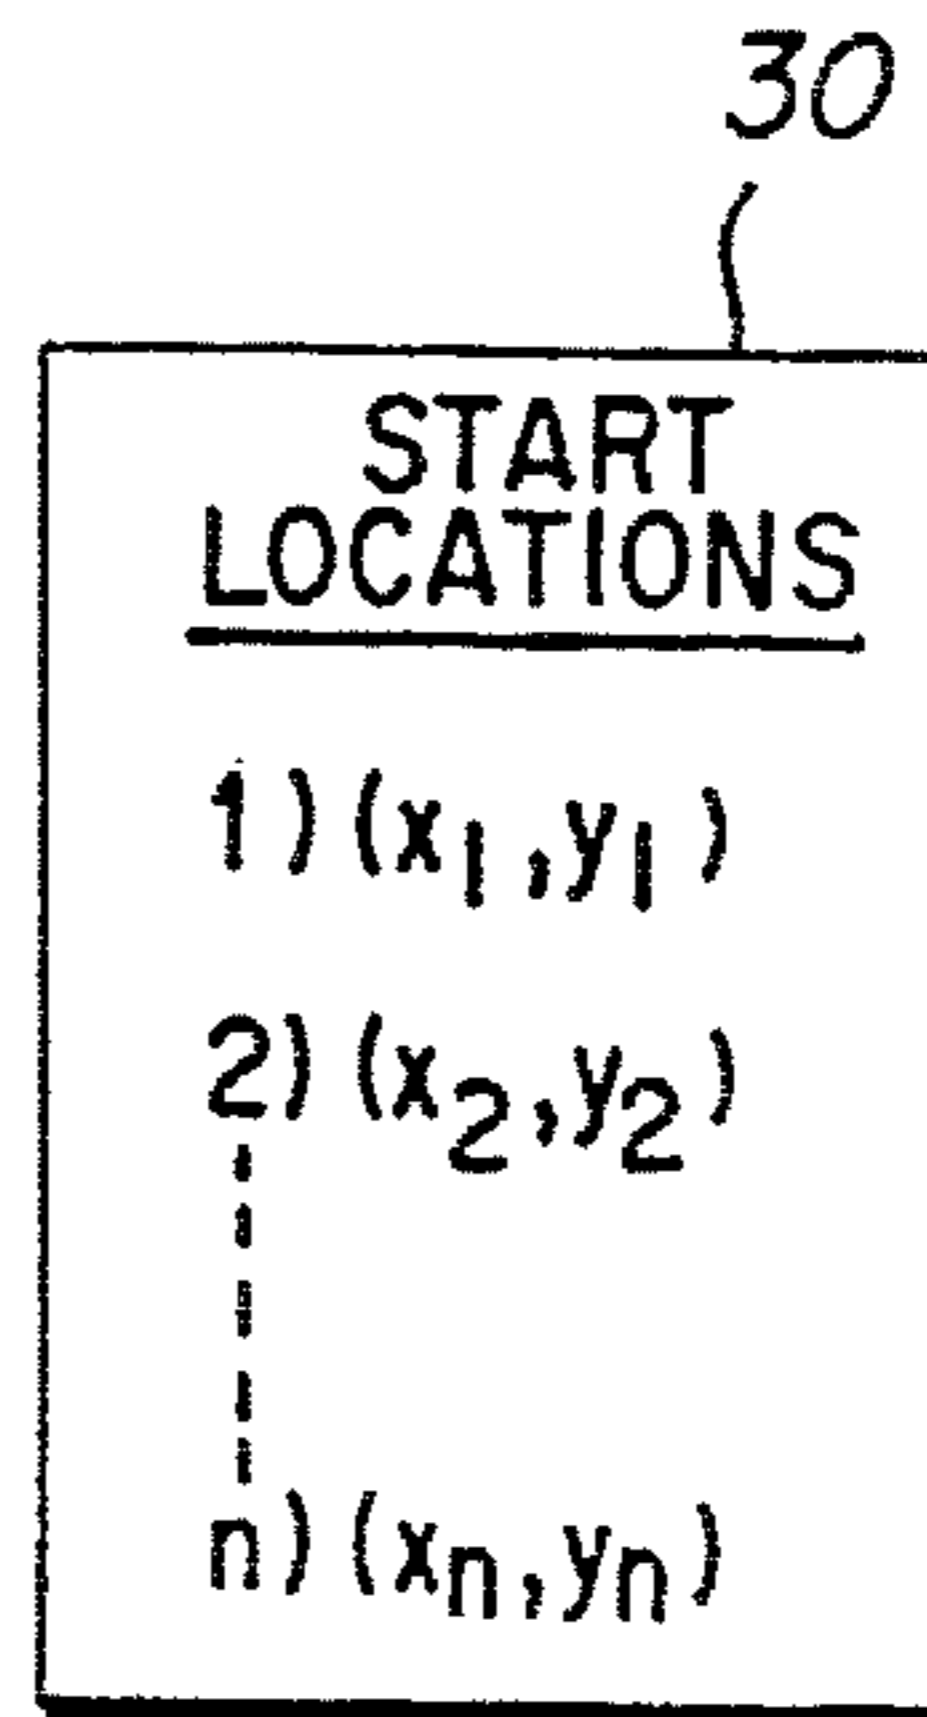 30
START
LOCATIONS
1) (x₁, y₁)
2) (x₂, y₂)
n) (xₙ, yₙ)